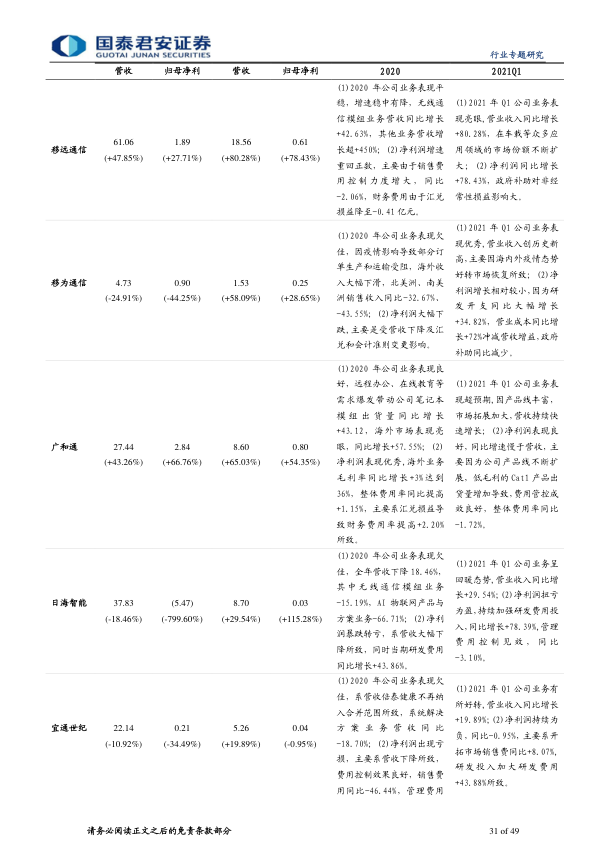 国泰君安证券
GUOTAI JUNAN SECURITIES
行业专题研究
营收 归母净利 营收 归母净利 2020 2021Q1
移远通信
61.06 1.89 18.56 0.61
(+47.85%) (+27.71%) (+80.28%) (+78.43%)
(1)2020 年公司业务表现平
稳，增速稳中有降，无线通
信模组业务营收同比增长
+42.63%，其他业务营收增
长超+450%；(2)净利润增速
重回正款，主要由于销售费
用控制力度增大，同比
-2.06%，财务费用由于汇兑
损益降至-0.41 亿元。
(1)2021 年 Q1 公司业务表
现亮眼,营业收入同比增长
+80.28%，在车载等众多应
用领域的市场份额不断扩
大；(2)净利润同比增长
+78.43%，政府补助对非经
常性损益影响大。
移为通信
4.73 0.90 1.53 0.25
(-24.91%) (-44.25%) (+58.09%) (+28.65%)
(1)2020 年公司业务表现欠
佳，因疫情影响导致部分订
单生产和运输受阻，海外收
入大幅下滑，北美洲、南美
洲销售收入同比-32.67%、
-43.55%；(2)净利润大幅下
跌,主要是受营收下降及汇
兑和会计准则变更影响。
(1)2021 年 Q1 公司业务表
现优秀,营业收入创历史新
高,主要因海内外疫情态势
好转市场恢复所致；(2)净
利润增长相对较小,因为研
发开支同比大幅增长
+34.82%，营业成本同比增
长+72%冲减营收增益,政府
补助同比减少。
广和通
27.44 2.84 8.60 0.80
(+43.26%) (+66.76%) (+65.03%) (+54.35%)
(1)2020 年公司业务表现良
好，远程办公、在线教育等
需求爆发带动公司笔记本
模组出货量同比增长
+43.12，海外市场表现亮
眼，同比增长+57.55%；(2)
净利润表现优秀,海外业务
毛利率同比增长+3%达到
36%，整体费用率同比提高
+1.15%，主要系汇兑损益导
致财务费用率提高+2.20%
所致。
(1)2021 年 Q1 公司业务表
现超预期,因产品线丰富，
市场拓展加大，营收持续快
速增长；(2)净利润表现良
好，同比增速慢于营收，主
要因为公司产品线不断扩
展，低毛利的 Cat1 产品出
货量增加导致,费用管控成
效良好，整体费用率同比
-1.72%。
日海智能
37.83 (5.47) 8.70 0.03
(-18.46%) (-799.60%) (+29.54%) (+115.28%)
(1)2020 年公司业务表现欠
佳，全年营收下降 18.46%，
其中无线通信模组业务
-15.19%，AI 物联网产品与
方案业务-66.71%；(2)净利
润暴跌转亏，系营收大幅下
降所致，同时当期研发费用
同比增长+43.86%。
(1)2021 年 Q1 公司业务呈
回暖态势,营业收入同比增
长+29.54%；(2)净利润扭亏
为盈,持续加强研发费用投
入,同比增长+78.39%,管理
费用控制见效，同比
-3.10%。
宜通世纪
22.14 0.21 5.26 0.04
(-10.92%) (-34.49%) (+19.89%) (-0.95%)
(1)2020 年公司业务表现欠
佳，系营收倍泰健康不再纳
入合并范围所致，系统解决
方案业务营收同比
-18.70%；(2)净利润出现亏
损，主要系营收下降所致，
费用控制效果良好，销售费
用同比-46.44%，管理费用
(1)2021 年 Q1 公司业务有
所好转,营业收入同比增长
+19.89%；(2)净利润持续为
负，同比-0.95%，主要系开
拓市场销售费同比+8.07%,
研发投入加大研发费用
+43.88%所致。
请务必阅读正文之后的免责条款部分
31 of 49